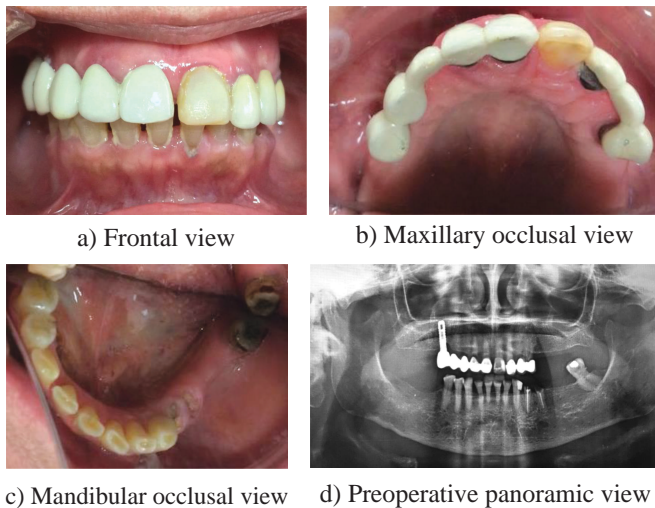 a) Frontal view
b) Maxillary occlusal view
c) Mandibular occlusal view
d) Preoperative panoramic view